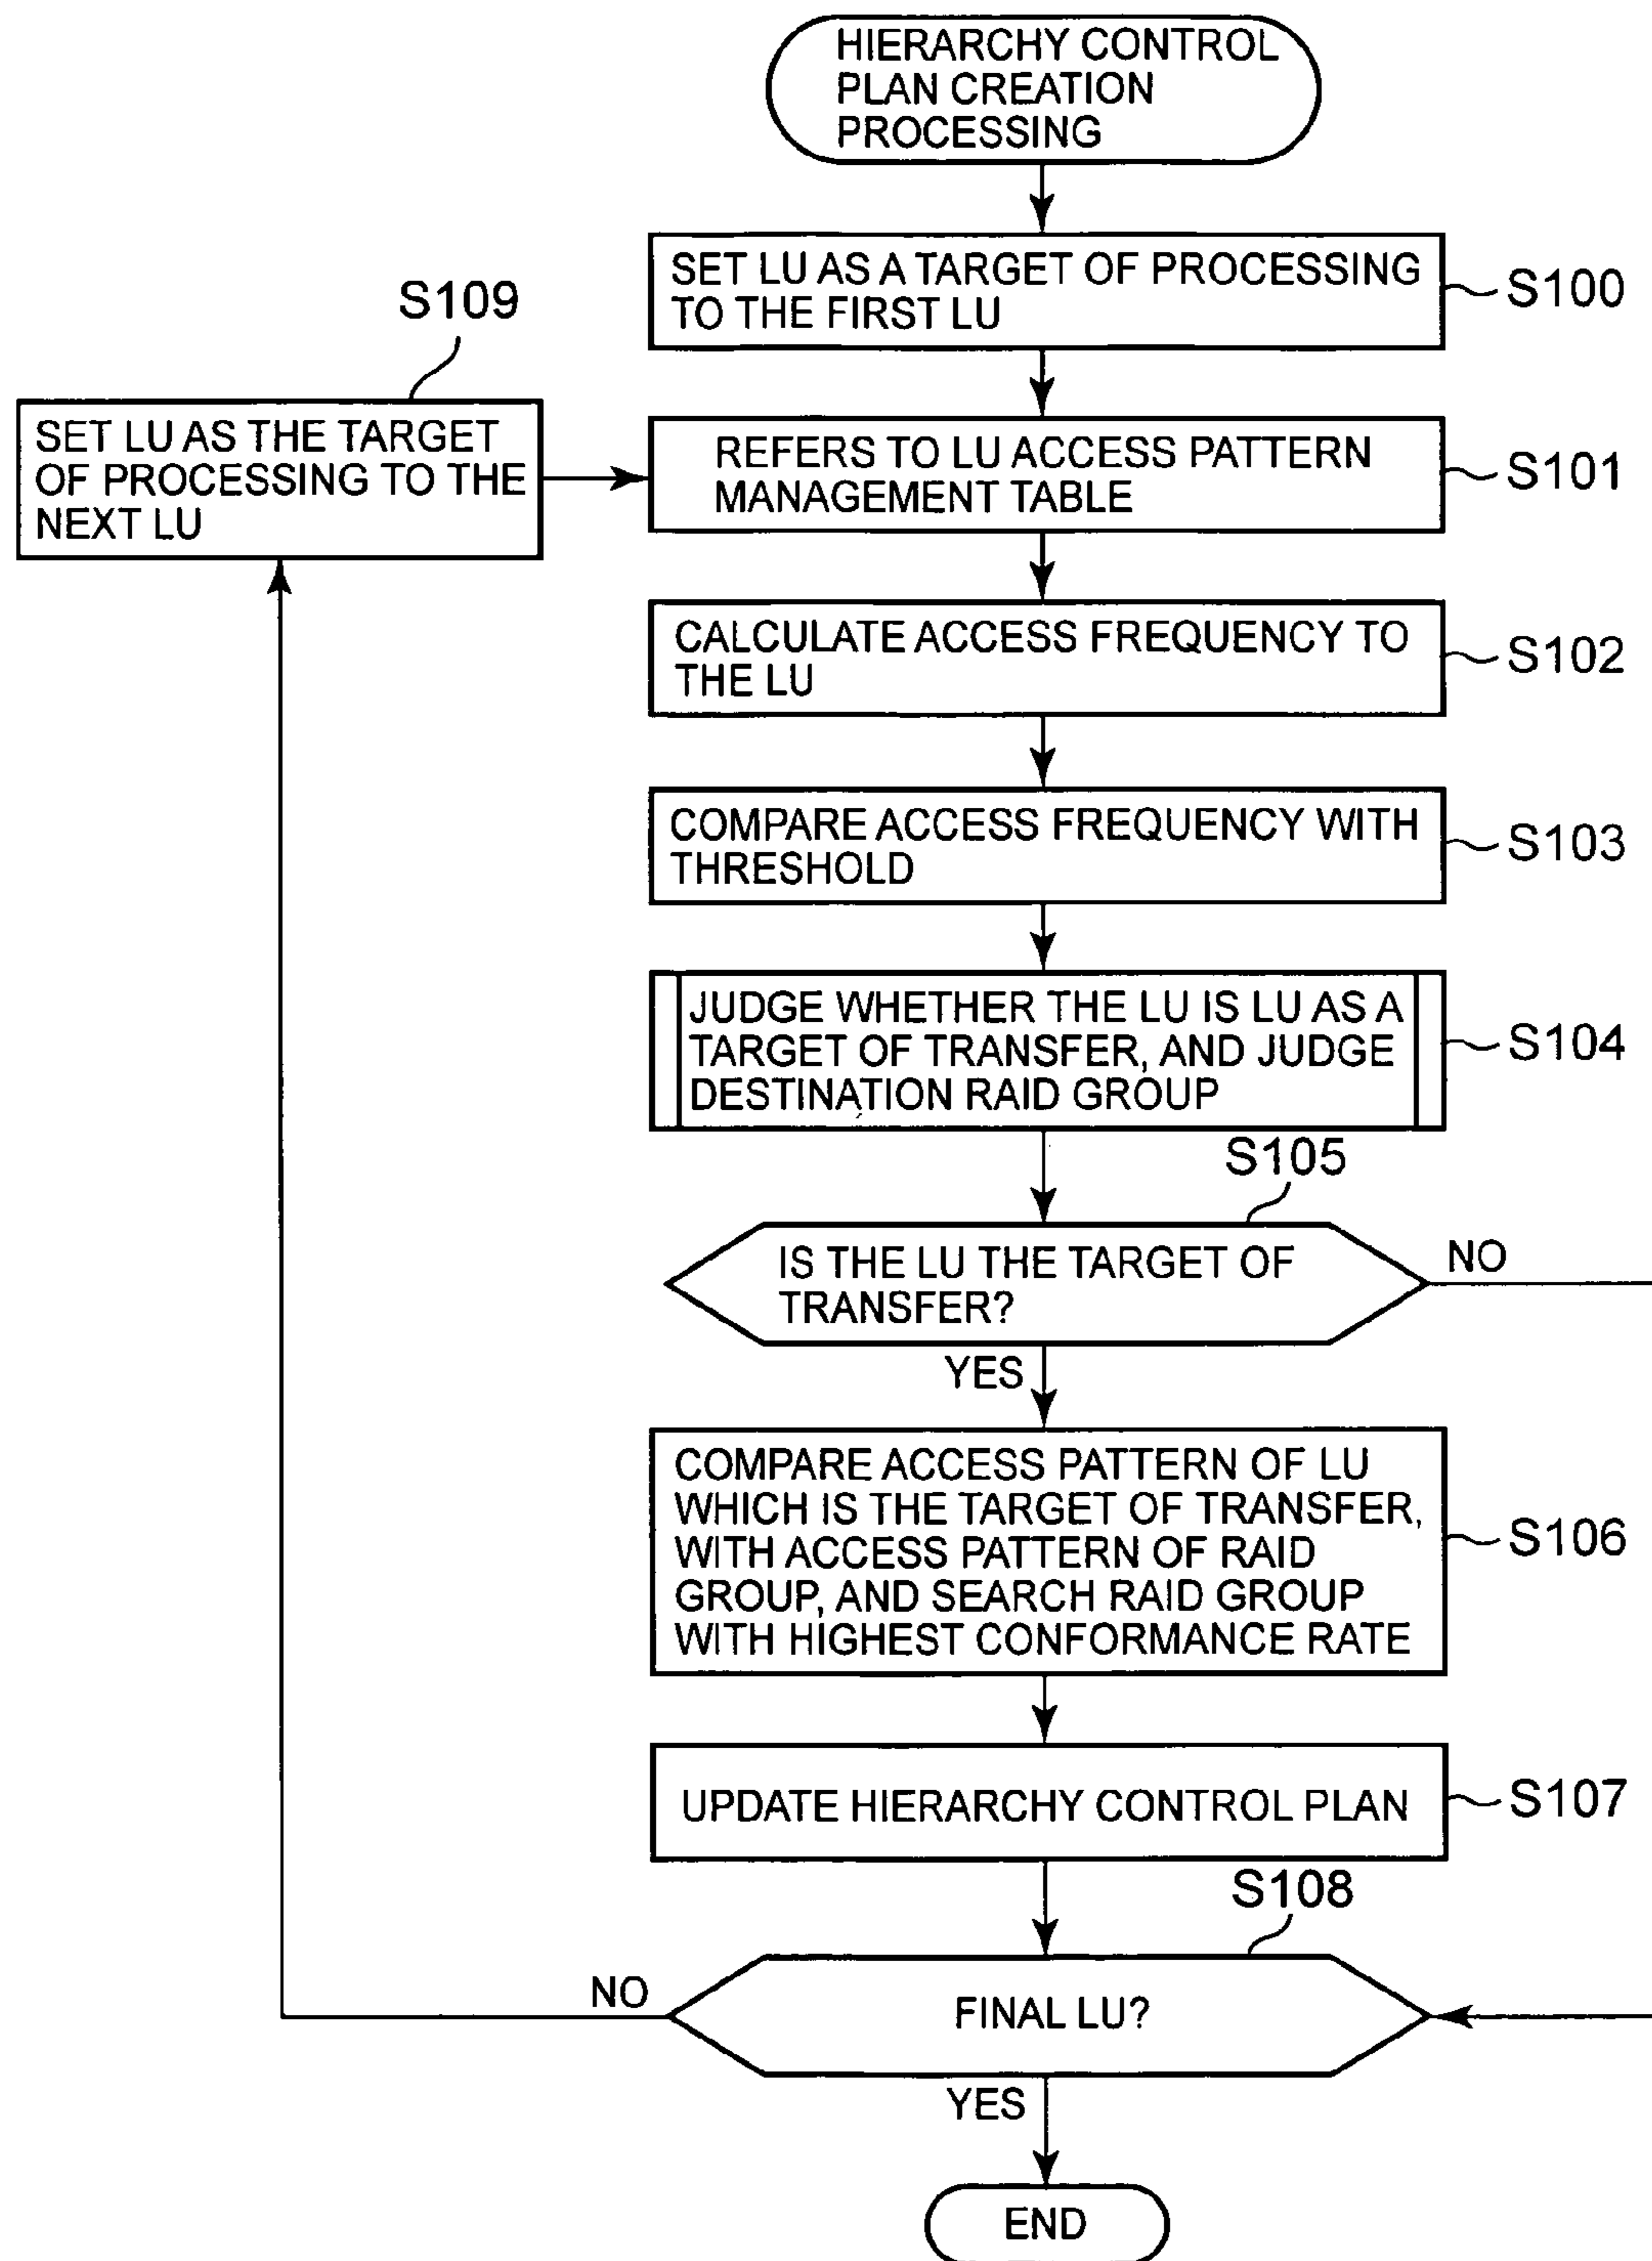 HIERARCHY CONTROL
PLAN CREATION
PROCESSING
SET LU AS A TARGET OF PROCESSING
TO THE FIRST LU
S100
S109
SET LU AS THE TARGET
OF PROCESSING TO THE
NEXT LU
REFERS TO LU ACCESS PATTERN
MANAGEMENT TABLE
S101
CALCULATE ACCESS FREQUENCY TO
THE LU
S102
COMPARE ACCESS FREQUENCY WITH
THRESHOLD
S103
JUDGE WHETHER THE LU IS LU AS A
TARGET OF TRANSFER, AND JUDGE
DESTINATION RAID GROUP
S104
S105
IS THE LU THE TARGET OF
TRANSFER?
NO
YES
COMPARE ACCESS PATTERN OF LU
WHICH IS THE TARGET OF TRANSFER,
WITH ACCESS PATTERN OF RAID
GROUP, AND SEARCH RAID GROUP
WITH HIGHEST CONFORMANCE RATE
S106
UPDATE HIERARCHY CONTROL PLAN
S107
S108
NO
FINAL LU?
YES
END